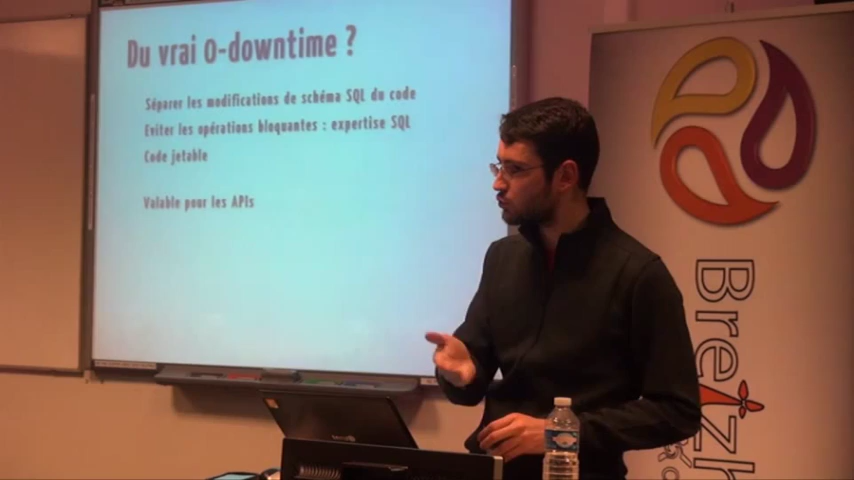 Du vrai 0-downtime ?
Séparer les modifications de schéma SQL du code
Eviter les opérations bloquantes : expertise SQL
Code jetable
Valable pour les APIs
Breizh